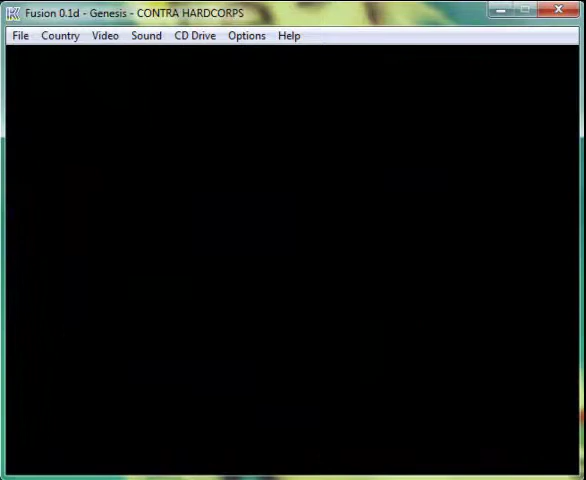 Fusion 0.1d - Genesis - CONTRA HARDCORPS
File Country Video Sound CD Drive Options Help